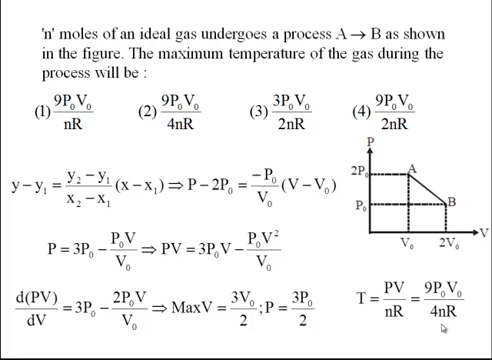 'n' moles of an ideal gas undergoes a process A → B as shown
in the figure. The maximum temperature of the gas during the
process will be :
(1) 9P₀V₀/nR (2) 9P₀V₀/4nR (3) 3P₀V₀/2nR (4) 9P₀V₀/2nR
y−y₁ = (y₂−y₁)/(x₂−x₁) (x−x₁) ⇒ P−2P₀ = −P₀/V₀ (V−V₀)
P
2P₀
A
P₀
B
V
V₀ 2V₀
P = 3P₀ − P₀V/V₀ ⇒ PV = 3P₀V − P₀V²/V₀
d(PV)/dV = 3P₀ − 2P₀V/V₀ ⇒ MaxV = 3V₀/2 ; P = 3P₀/2
T = PV/nR = 9P₀V₀/4nR